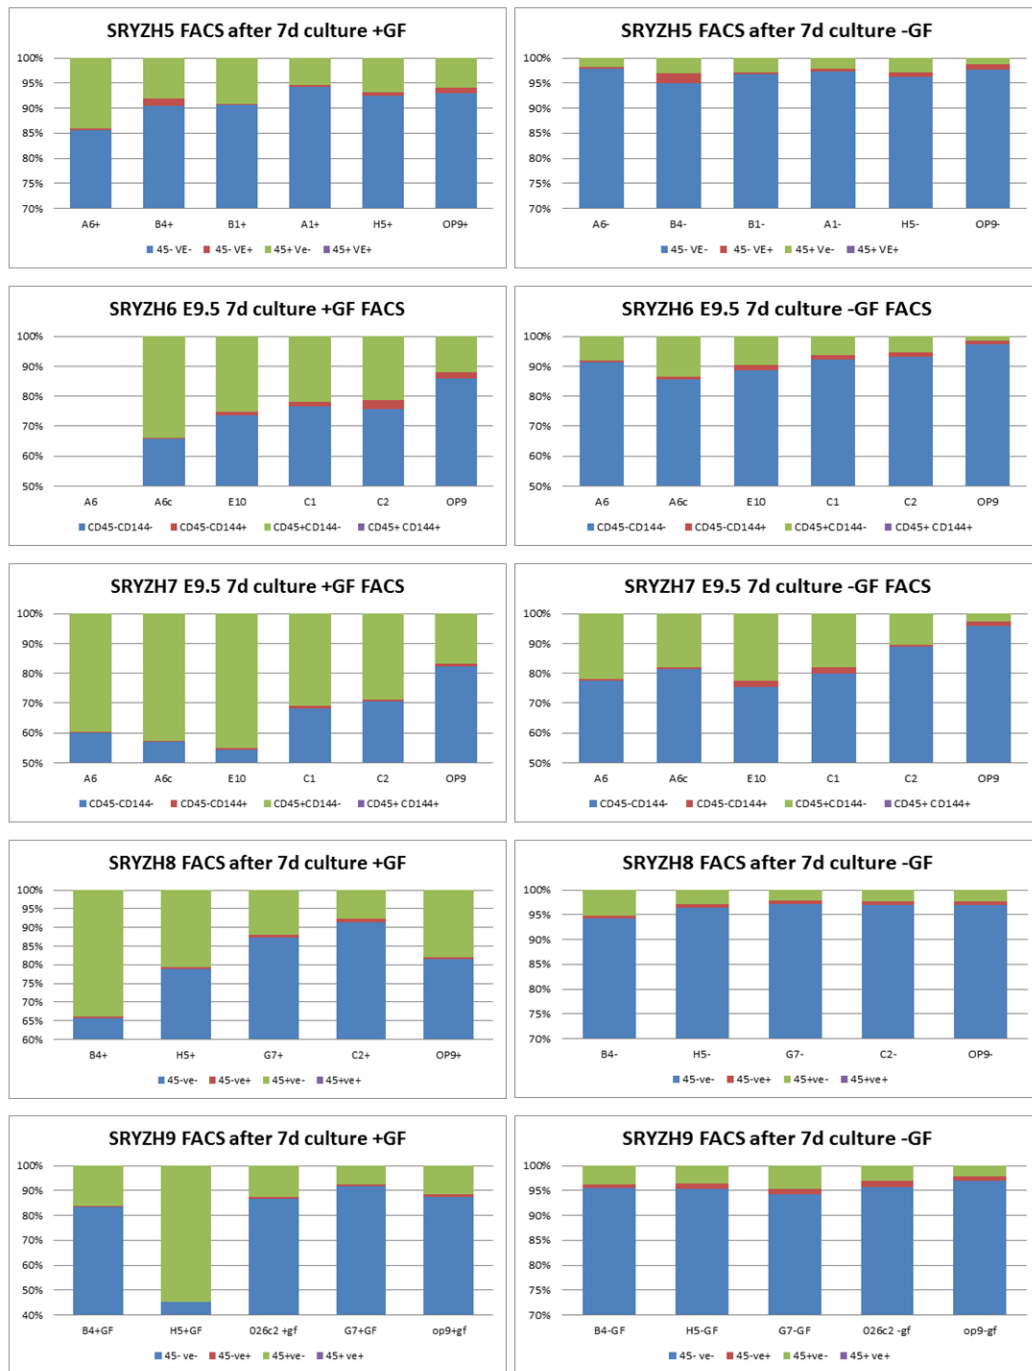 SRYZH5 FACS after 7d culture +GF
100%
95%
90%
85%
80%
75%
70%
A6+ B4+ B1+ A1+ H5+ OP9+
45- VE- 45- VE+ 45+ Ve- 45+ VE+
SRYZH5 FACS after 7d culture -GF
100%
95%
90%
85%
80%
75%
70%
A6- B4- B1- A1- H5- OP9-
45- VE- 45- VE+ 45+ Ve- 45+ VE+
SRYZH6 E9.5 7d culture +GF FACS
100%
90%
80%
70%
60%
50%
A6 A6c E10 C1 C2 OP9
CD45-CD144- CD45-CD144+ CD45+CD144- CD45+ CD144+
SRYZH6 E9.5 7d culture -GF FACS
100%
90%
80%
70%
60%
50%
A6 A6c E10 C1 C2 OP9
CD45-CD144- CD45-CD144+ CD45+CD144- CD45+ CD144+
SRYZH7 E9.5 7d culture +GF FACS
100%
90%
80%
70%
60%
50%
A6 A6c E10 C1 C2 OP9
CD45-CD144- CD45-CD144+ CD45+CD144- CD45+ CD144+
SRYZH7 E9.5 7d culture -GF FACS
100%
90%
80%
70%
60%
50%
A6 A6c E10 C1 C2 OP9
CD45-CD144- CD45-CD144+ CD45+CD144- CD45+ CD144+
SRYZH8 FACS after 7d culture +GF
100%
95%
90%
85%
80%
75%
70%
65%
60%
B4+ H5+ G7+ C2+ OP9+
45-ve- 45-ve+ 45+ve- 45+ve+
SRYZH8 FACS after 7d culture -GF
100%
95%
90%
85%
80%
75%
70%
B4- H5- G7- C2- OP9-
45-ve- 45-ve+ 45+ve- 45+ve+
SRYZH9 FACS after 7d culture +GF
100%
90%
80%
70%
60%
50%
40%
B4+GF H5+GF 026c2 +gf G7+GF op9+gf
45- ve- 45-ve+ 45+ve- 45+ ve+
SRYZH9 FACS after 7d culture -GF
100%
95%
90%
85%
80%
75%
70%
B4-GF H5-GF G7-GF 026c2 -gf op9-gf
45- ve- 45-ve+ 45+ve- 45+ ve+